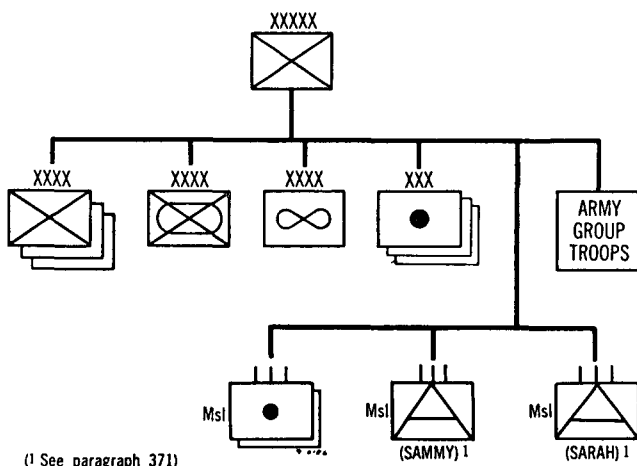 XXXXX
XXXX
XXXX
XXXX
XXX
ARMY
GROUP
TROOPS
Msl
Msl
Msl
(SAMMY) 1
(SARAH) 1
(1 See paragraph 371)